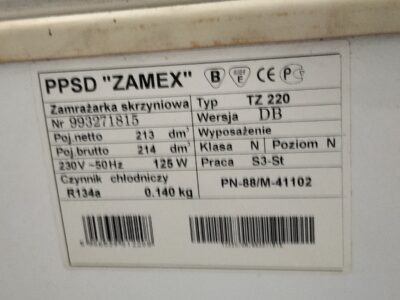 PPSD "ZAMEX" B E CE
Zamrażarka skrzyniowa
Nr 993271815
Poj.netto 213 dm³
Poj.brutto 214 dm³
230V ~50Hz 125 W
Czynnik chłodniczy
R134a 0.140 kg
Typ TZ 220
Wersja DB
Wyposażenie
Klasa N Poziom N
Praca S3-St
PN-88/M-41102